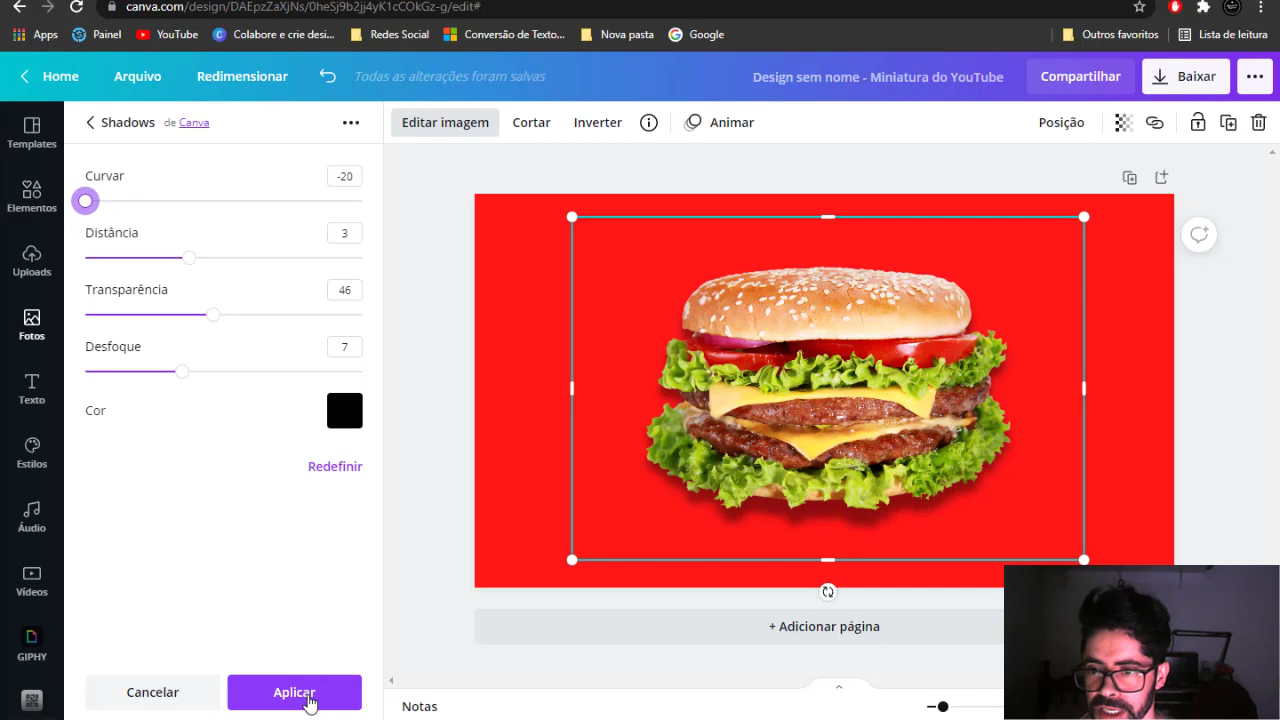 canva.com/design/DAEpzZaXjNs/0heSj9b2jj4yK1cCOkGz-g/edit#
Apps Painel YouTube Colabore e crie desi... Redes Social Conversão de Texto... Nova pasta Google Outros favoritos Lista de leitura
Home Arquivo Redimensionar Todas as alterações foram salvas Design sem nome - Miniatura do YouTube Compartilhar Baixar
Shadows de Canva
Editar imagem Cortar Inverter Animar Posição
Templates
Elementos
Uploads
Fotos
Texto
Estilos
Áudio
Vídeos
GIPHY
Curvar -20
Distância 3
Transparência 46
Desfoque 7
Cor
Redefinir
Cancelar Aplicar
+ Adicionar página
Notas